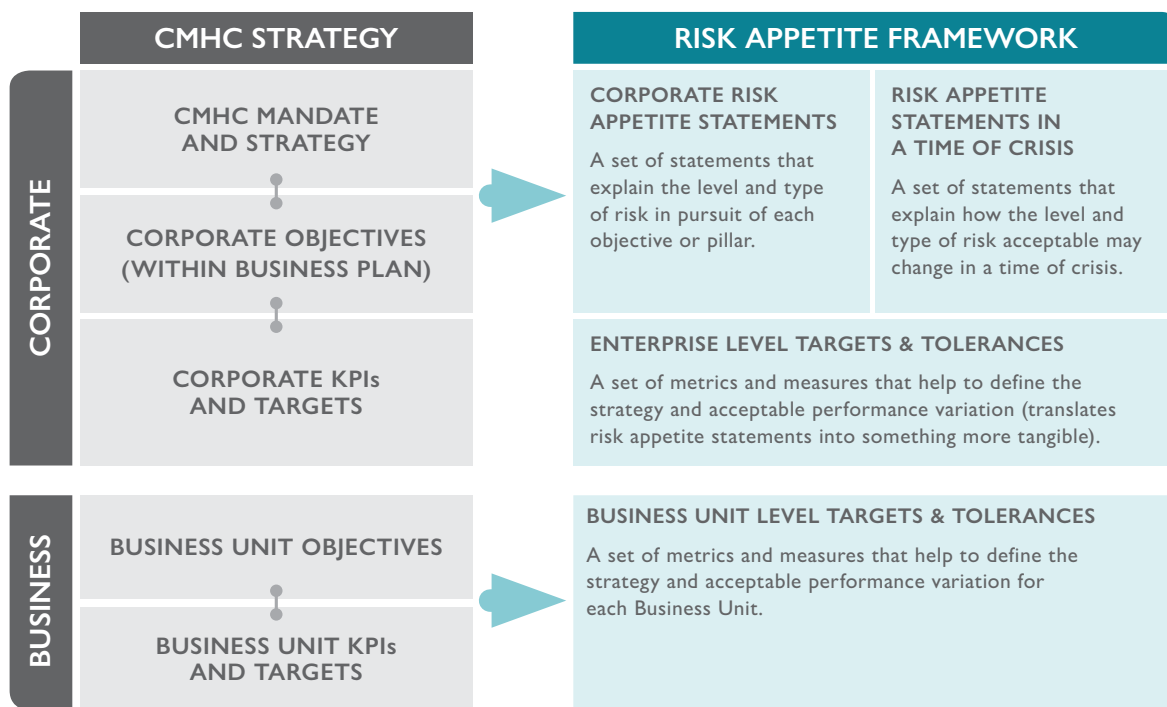 CMHC STRATEGY
RISK APPETITE FRAMEWORK
CORPORATE
CMHC MANDATE
AND STRATEGY
CORPORATE OBJECTIVES
(WITHIN BUSINESS PLAN)
CORPORATE KPIs
AND TARGETS
CORPORATE RISK
APPETITE STATEMENTS
A set of statements that
explain the level and type
of risk in pursuit of each
objective or pillar.
RISK APPETITE
STATEMENTS IN
A TIME OF CRISIS
A set of statements that
explain how the level and
type of risk acceptable may
change in a time of crisis.
ENTERPRISE LEVEL TARGETS & TOLERANCES
A set of metrics and measures that help to define the
strategy and acceptable performance variation (translates
risk appetite statements into something more tangible).
BUSINESS
BUSINESS UNIT OBJECTIVES
BUSINESS UNIT KPIs
AND TARGETS
BUSINESS UNIT LEVEL TARGETS & TOLERANCES
A set of metrics and measures that help to define the
strategy and acceptable performance variation for
each Business Unit.